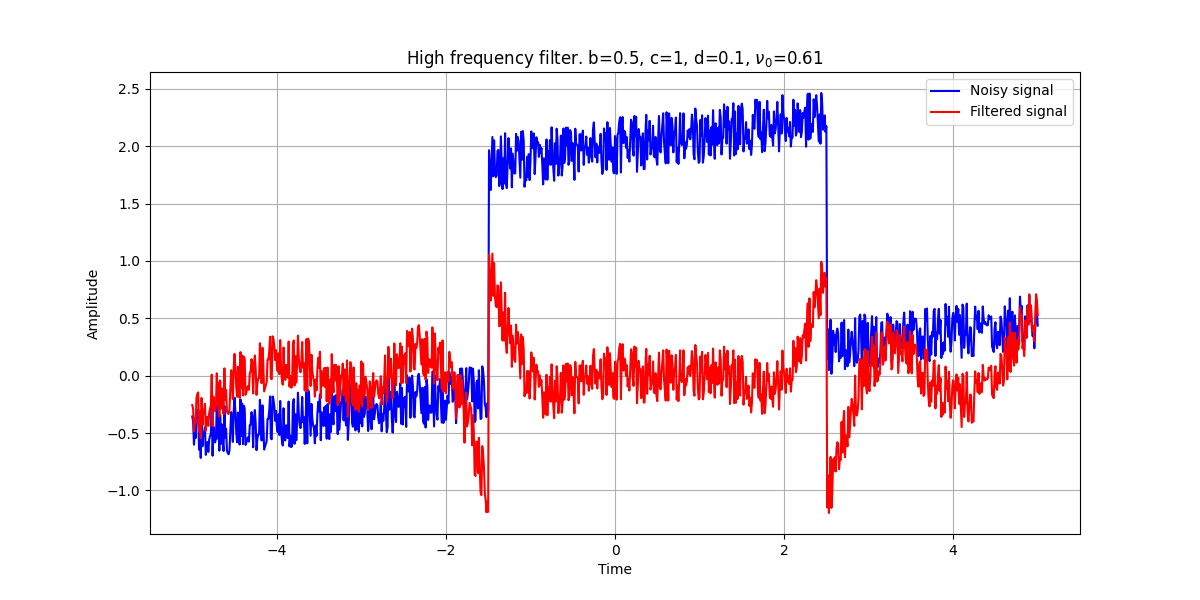 High frequency filter. b=0.5, c=1, d=0.1, ν₀=0.61
Noisy signal
Filtered signal
2.5
2.0
1.5
1.0
0.5
0.0
−0.5
−1.0
Amplitude
−4 −2 0 2 4
Time